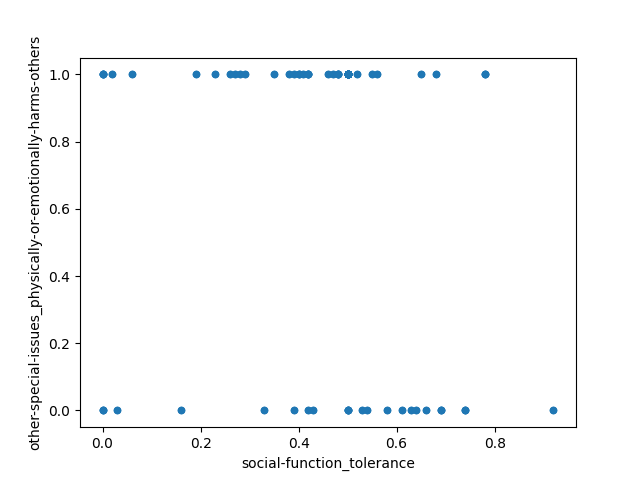 1.0
0.8
0.6
0.4
0.2
0.0
other-special-issues_physically-or-emotionally-harms-others
0.0 0.2 0.4 0.6 0.8
social-function_tolerance